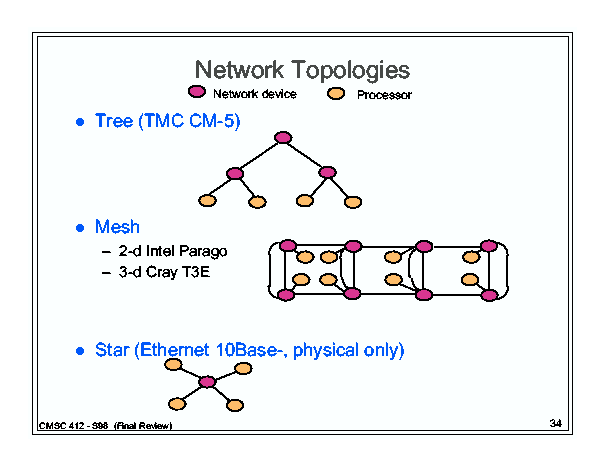 Network Topologies
Network device Processor
● Tree (TMC CM-5)
● Mesh
– 2-d Intel Parago
– 3-d Cray T3E
● Star (Ethernet 10Base-, physical only)
CMSC 412 - S98 (Final Review) 34